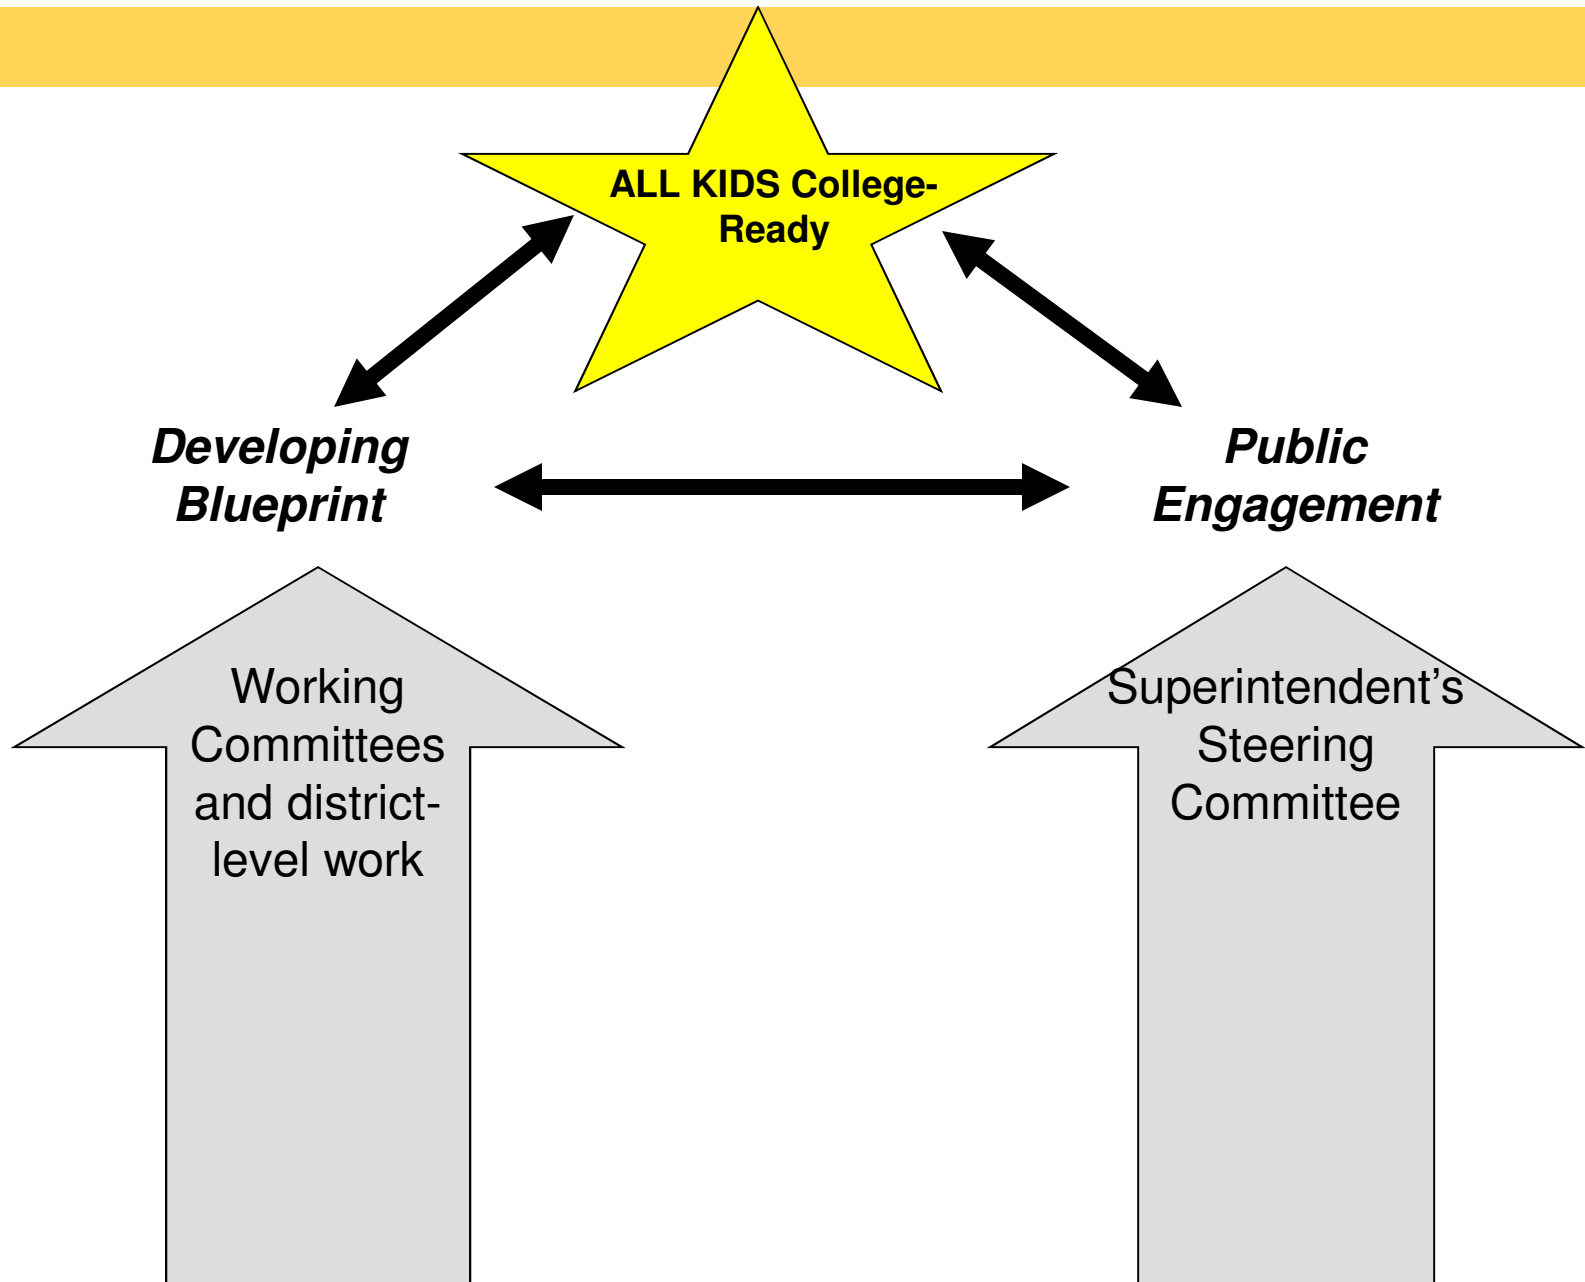 ALL KIDS College-
Ready
Developing
Blueprint
Public
Engagement
Working
Committees
and district-
level work
Superintendent’s
Steering
Committee